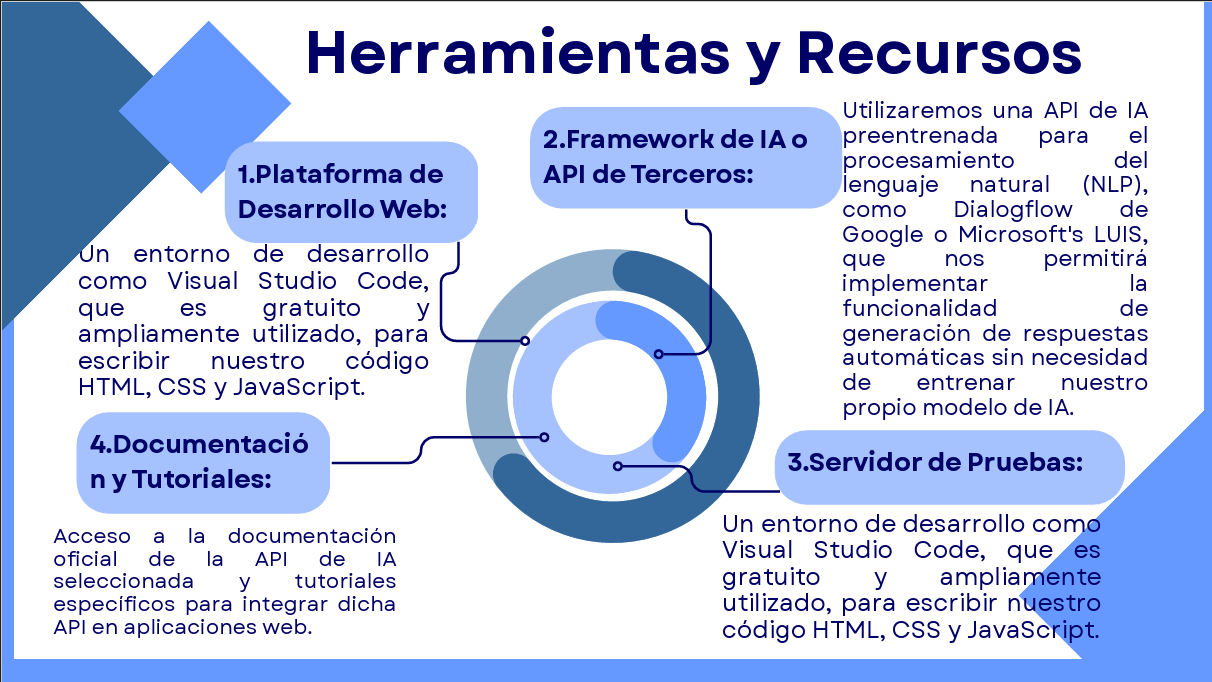 Herramientas y Recursos
1.Plataforma de
Desarrollo Web:
Un entorno de desarrollo
como Visual Studio Code,
que es gratuito y
ampliamente utilizado, para
escribir nuestro código
HTML, CSS y JavaScript.
2.Framework de IA o
API de Terceros:
Utilizaremos una API de IA
preentrenada para el
procesamiento del
lenguaje natural (NLP),
como Dialogflow de
Google o Microsoft's LUIS,
que nos permitirá
implementar la
funcionalidad de
generación de respuestas
automáticas sin necesidad
de entrenar nuestro
propio modelo de IA.
3.Servidor de Pruebas:
Un entorno de desarrollo como
Visual Studio Code, que es
gratuito y ampliamente
utilizado, para escribir nuestro
código HTML, CSS y JavaScript.
4.Documentació
n y Tutoriales:
Acceso a la documentación
oficial de la API de IA
seleccionada y tutoriales
específicos para integrar dicha
API en aplicaciones web.